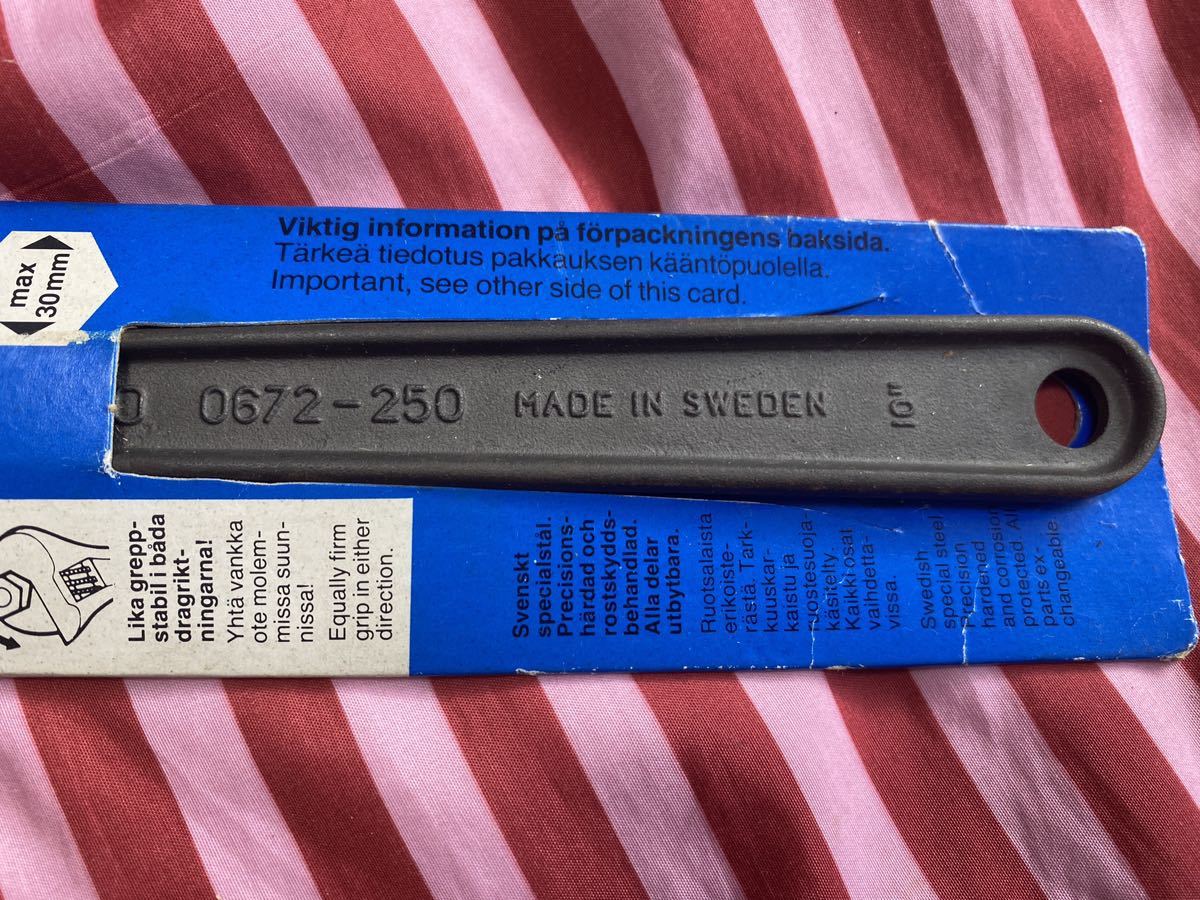 Viktig information på förpackningens baksida.
Tärkeä tiedotus pakkauksen kääntöpuolella.
Important, see other side of this card.
max
30mm
0672-250 MADE IN SWEDEN 10"
Lika grepp-
stabil i båda
dragrikt-
ningarna!
Yhtä vankka
ote molem-
missa suun-
nissa!
Equally firm
grip in either
direction.
Svenskt
specialstål.
Precisions-
härdad och
rostskydds-
behandlad.
Alla delar
utbytbara.
Ruotsalaista
erikoiste-
rästä. Tark-
kuuskar-
kaistu ja
ruostesuoja-
käsitelty.
Kaikki osat
vaihdetta-
vissa.
Swedish
special steel
Precision
hardened
and corrosion
protected. All
parts ex-
changeable.